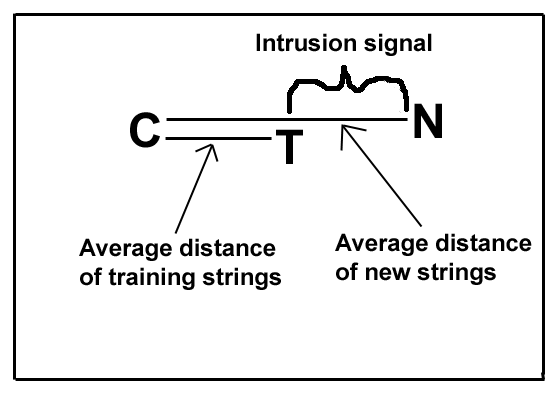 Intrusion signal
C
T
N
Average distance
of training strings
Average distance
of new strings